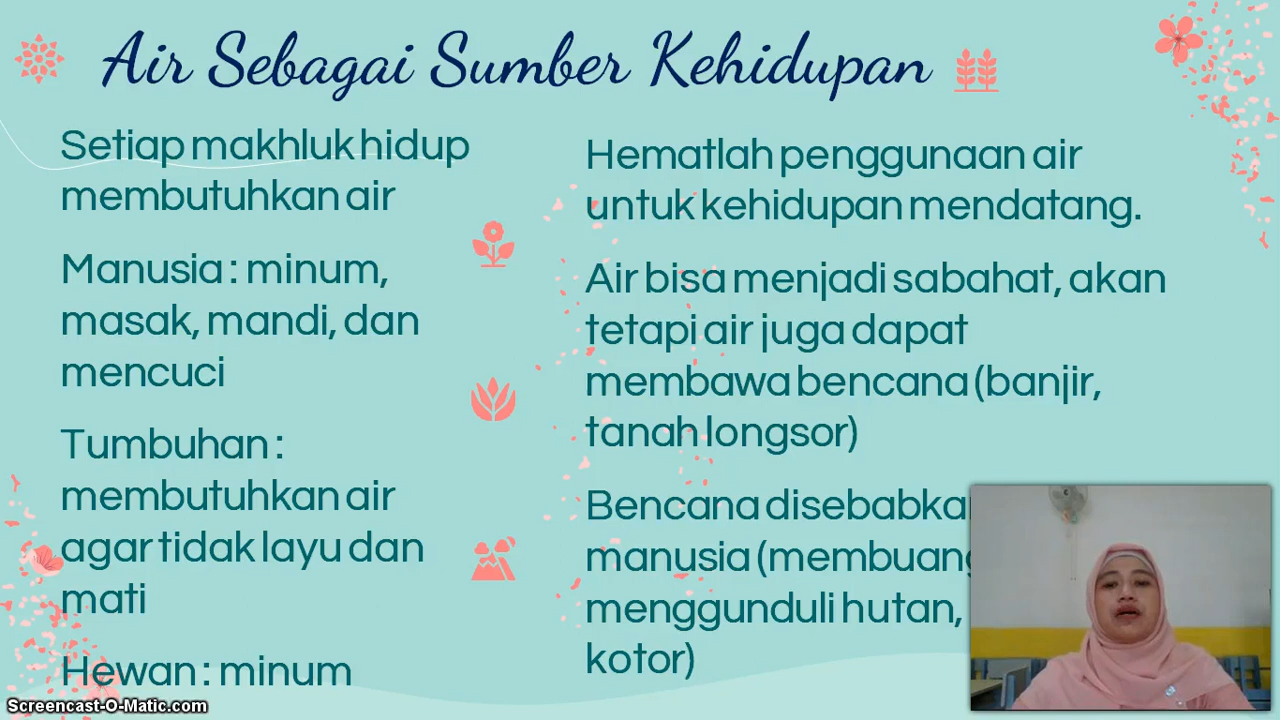 Air Sebagai Sumber Kehidupan
Setiap makhluk hidup
membutuhkan air
Manusia : minum,
masak, mandi, dan
mencuci
Tumbuhan :
membutuhkan air
agar tidak layu dan
mati
Hewan : minum
Hematlah penggunaan air
untuk kehidupan mendatang.
Air bisa menjadi sabahat, akan
tetapi air juga dapat
membawa bencana (banjir,
tanah longsor)
Bencana
manusia (membuang
menggunduli hutan,
kotor)
Screencast-O-Matic.com